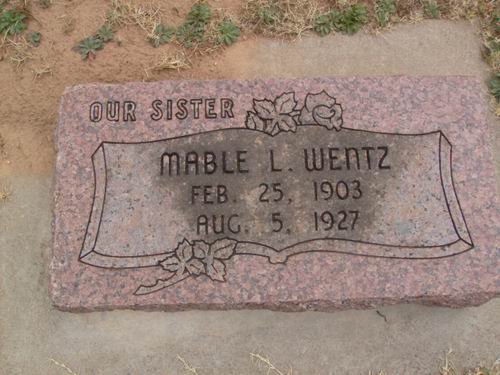 OUR SISTER
MABLE L. WENTZ
FEB. 25, 1903
AUG. 5, 1927